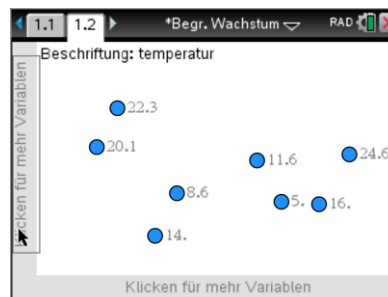 1.1 1.2 *Begr. Wachstum RAD
Beschriftung: temperatur
Klicken für mehr Variablen
22.3
20.1
11.6
24.6
8.6
5.
16.
14.
Klicken für mehr Variablen